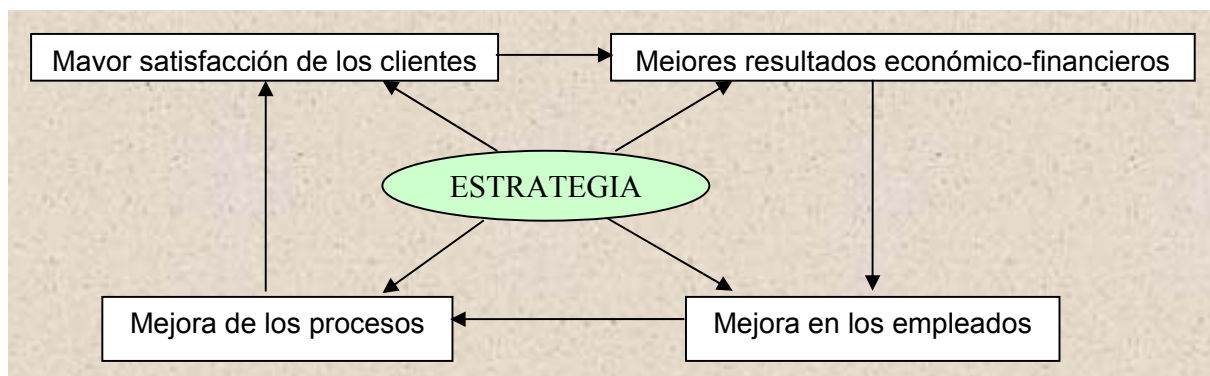 Mavor satisfacción de los clientes
Meiores resultados económico-financieros
ESTRATEGIA
Mejora de los procesos
Mejora en los empleados